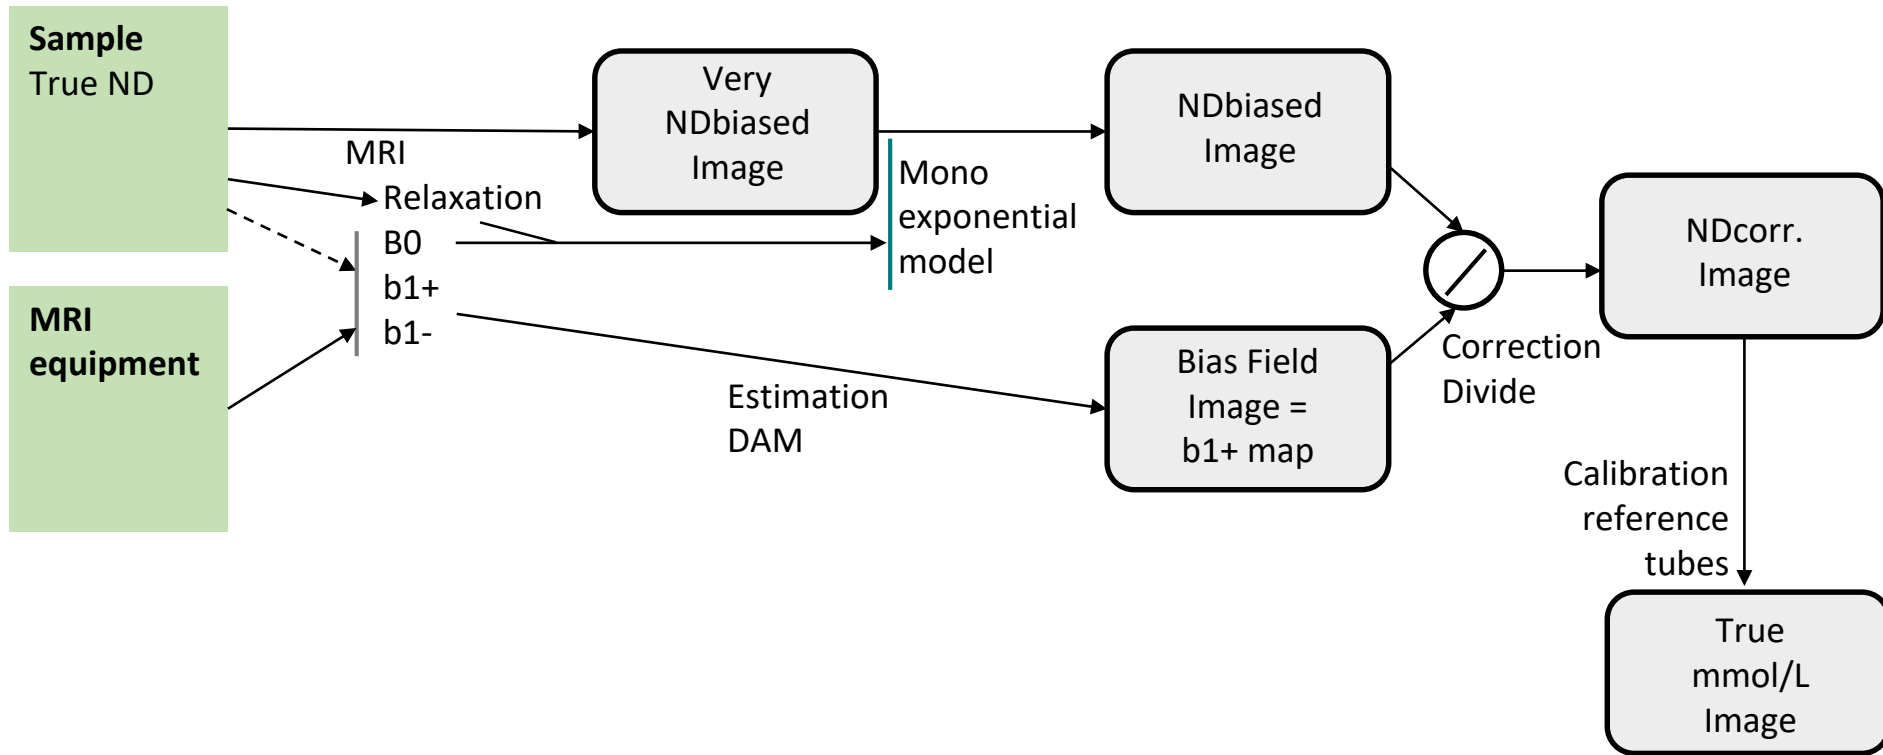 Sample
True ND
MRI
equipment
MRI
Relaxation
B0
b1+
b1-
Very
NDbiased
Image
Mono
exponential
model
NDbiased
Image
Estimation
DAM
Bias Field
Image =
b1+ map
Correction
Divide
NDcorr.
Image
Calibration
reference
tubes
True
mmol/L
Image